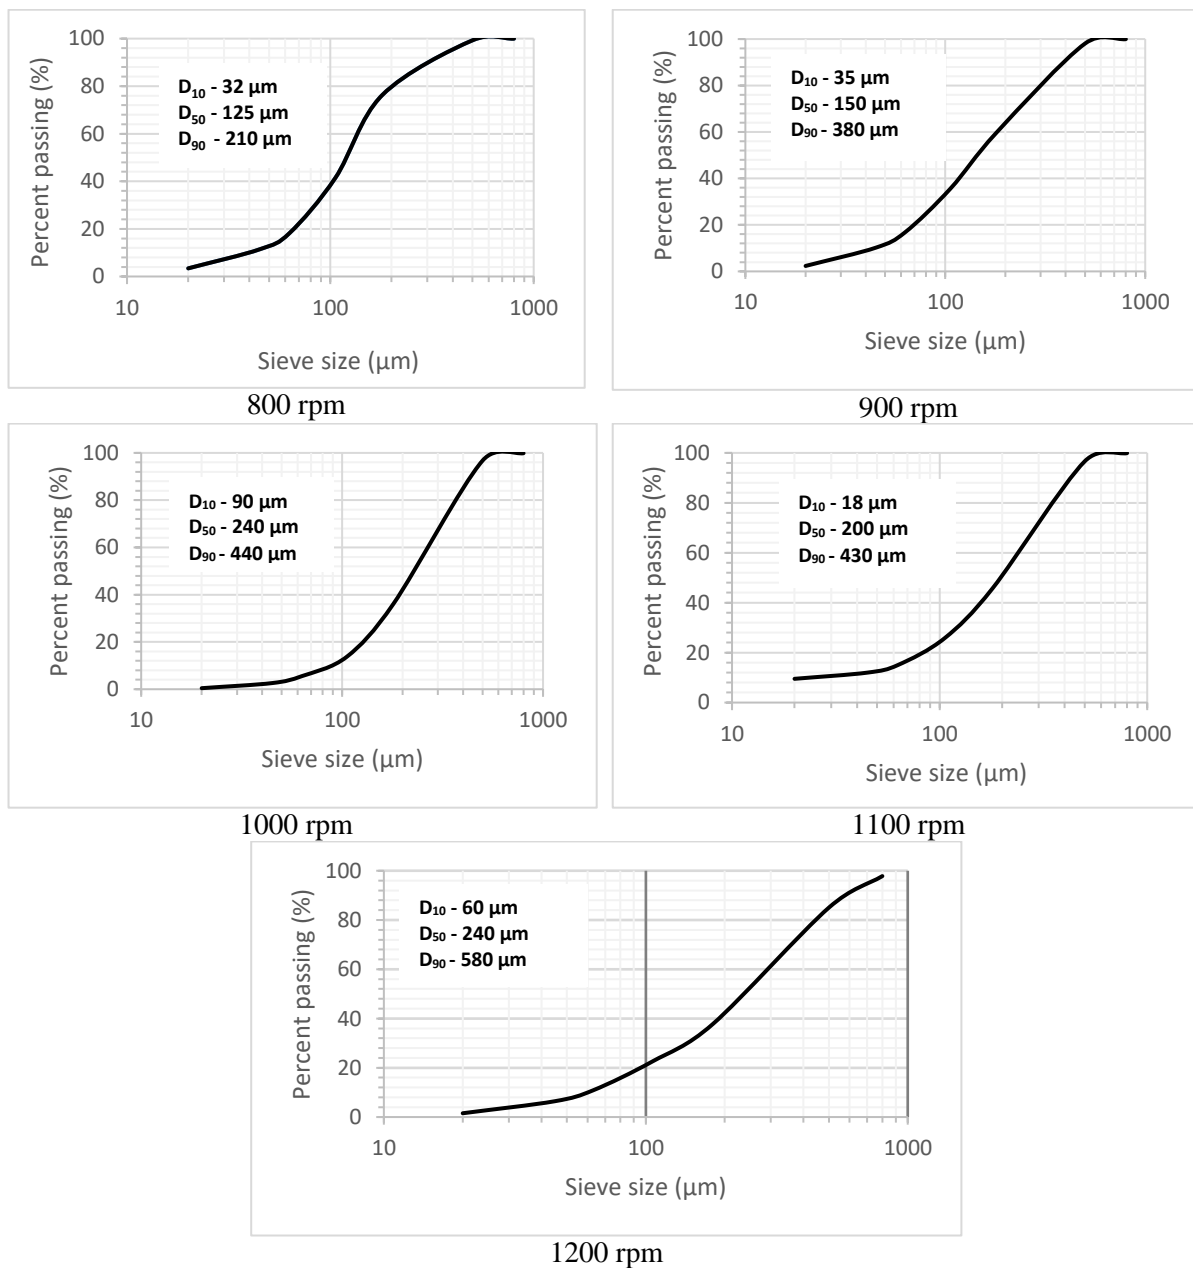 100
80
60
40
20
0
Percent passing (%)
D₁₀ - 32 µm
D₅₀ - 125 µm
D₉₀ - 210 µm
10
100
1000
Sieve size (µm)
800 rpm
100
80
60
40
20
0
Percent passing (%)
D₁₀ - 35 µm
D₅₀ - 150 µm
D₉₀ - 380 µm
10
100
1000
Sieve size (µm)
900 rpm
100
80
60
40
20
0
Percent passing (%)
D₁₀ - 90 µm
D₅₀ - 240 µm
D₉₀ - 440 µm
10
100
1000
Sieve size (µm)
1000 rpm
100
80
60
40
20
0
Percent passing (%)
D₁₀ - 18 µm
D₅₀ - 200 µm
D₉₀ - 430 µm
10
100
1000
Sieve size (µm)
1100 rpm
100
80
60
40
20
0
Percent passing (%)
D₁₀ - 60 µm
D₅₀ - 240 µm
D₉₀ - 580 µm
10
100
1000
Sieve size (µm)
1200 rpm